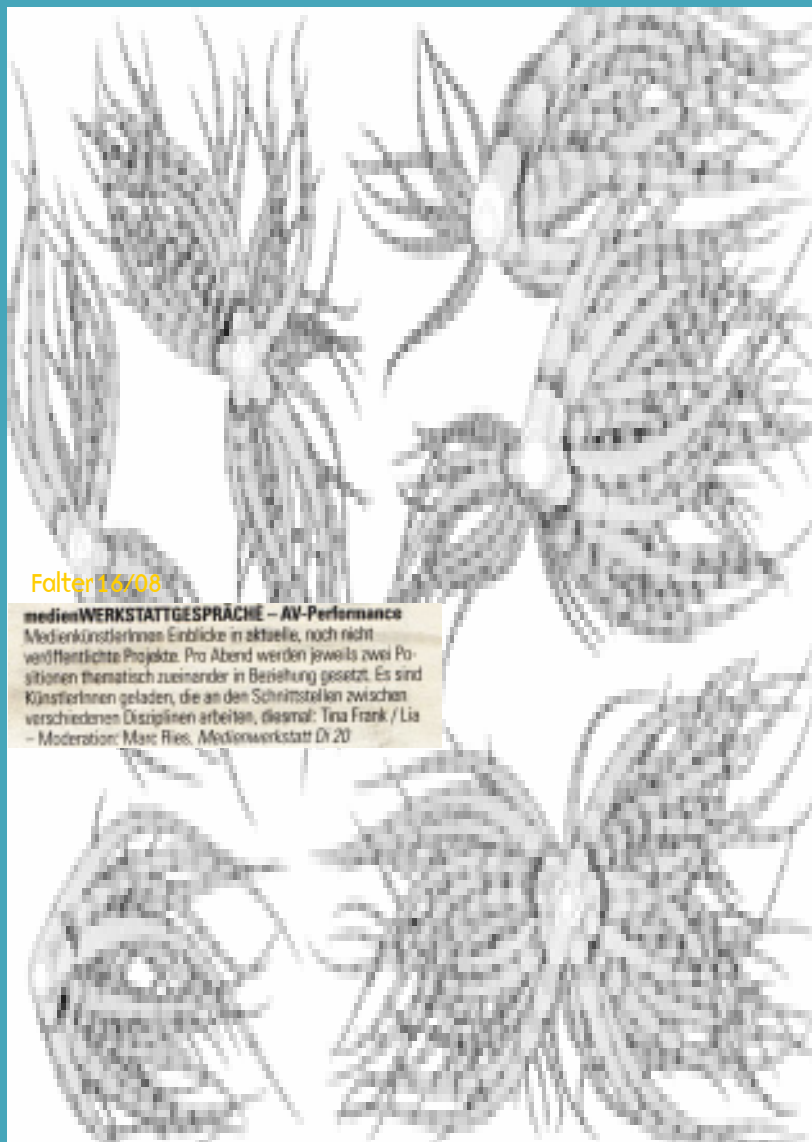 Falter 16/08
medienWERKSTATTGESPRÄCHE – AV-Performance
MedienkünstlerInnen Einblicke in aktuelle, noch nicht
veröffentlichte Projekte. Pro Abend werden jeweils zwei Po-
sitionen thematisch zueinander in Beziehung gesetzt. Es sind
KünstlerInnen geladen, die an den Schnittstellen zwischen
verschiedenen Disziplinen arbeiten, diesmal: Tina Frank / Lia
– Moderation: Marc Ries. Medienwerkstatt Di 20